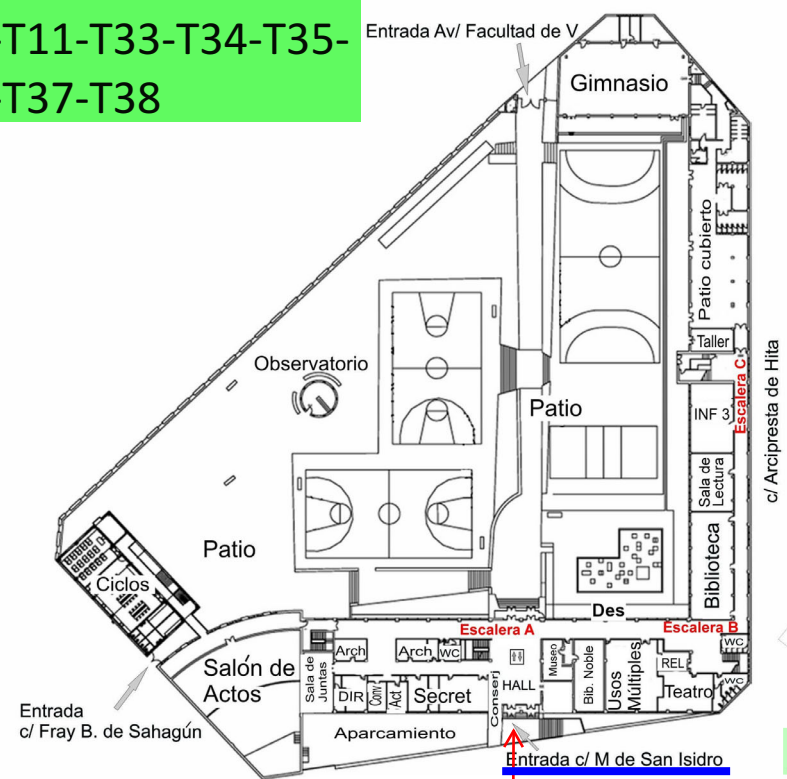 -T11-T33-T34-T35-
-T37-T38
Entrada Av/ Facultad de V
Gimnasio
Patio cubierto
Taller
Escalera C
c/ Arcipresta de Hita
Observatorio
Patio
INF 3
Sala de
Lectura
Biblioteca
Patio
Ciclos
Des
Escalera A
Escalera B
Salón de
Actos
Sala de
Juntas
Arch
Arch
WC
Museo
Bib. Noble
Usos
Múltiples
REL
WC
WC
DIR
Conv
Act
Secret
Conserj
HALL
Teatro
Entrada
c/ Fray B. de Sahagún
Aparcamiento
Entrada c/ M de San Isidro